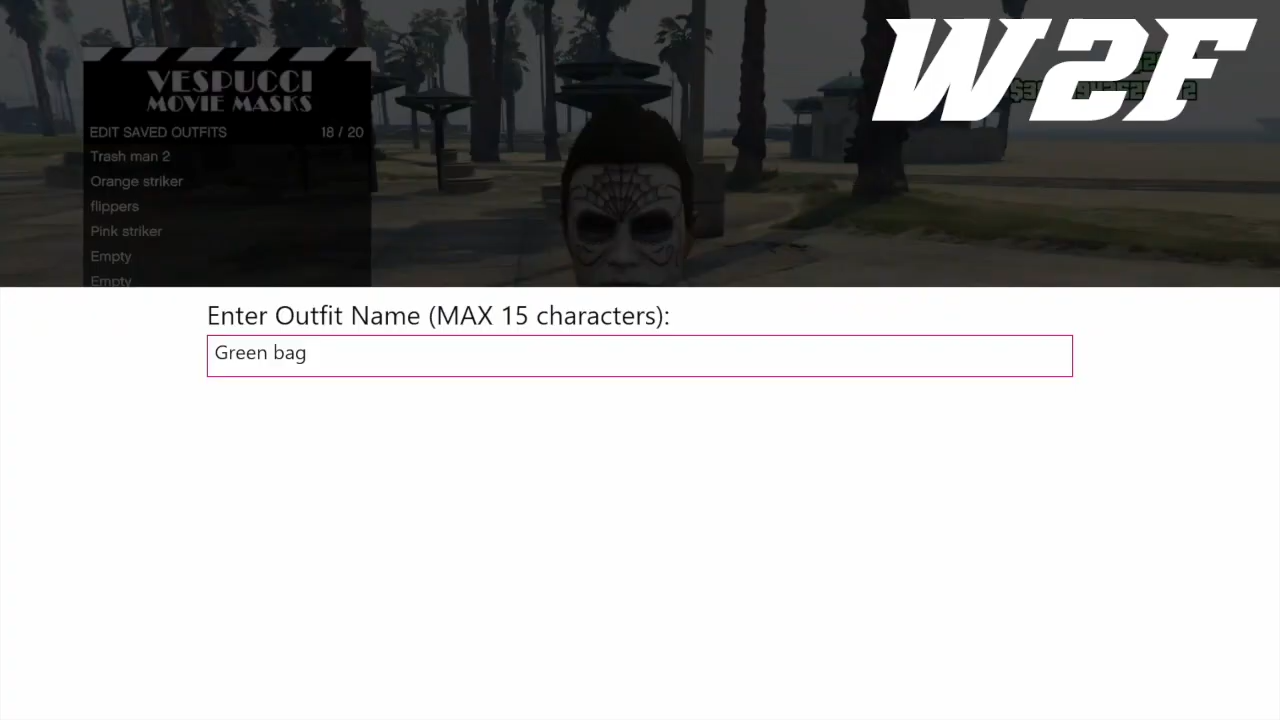 W2F
VESPUCCI
MOVIE MASKS
EDIT SAVED OUTFITS 18 / 20
Trash man 2
Orange striker
flippers
Pink striker
Empty
Empty
Enter Outfit Name (MAX 15 characters):
Green bag